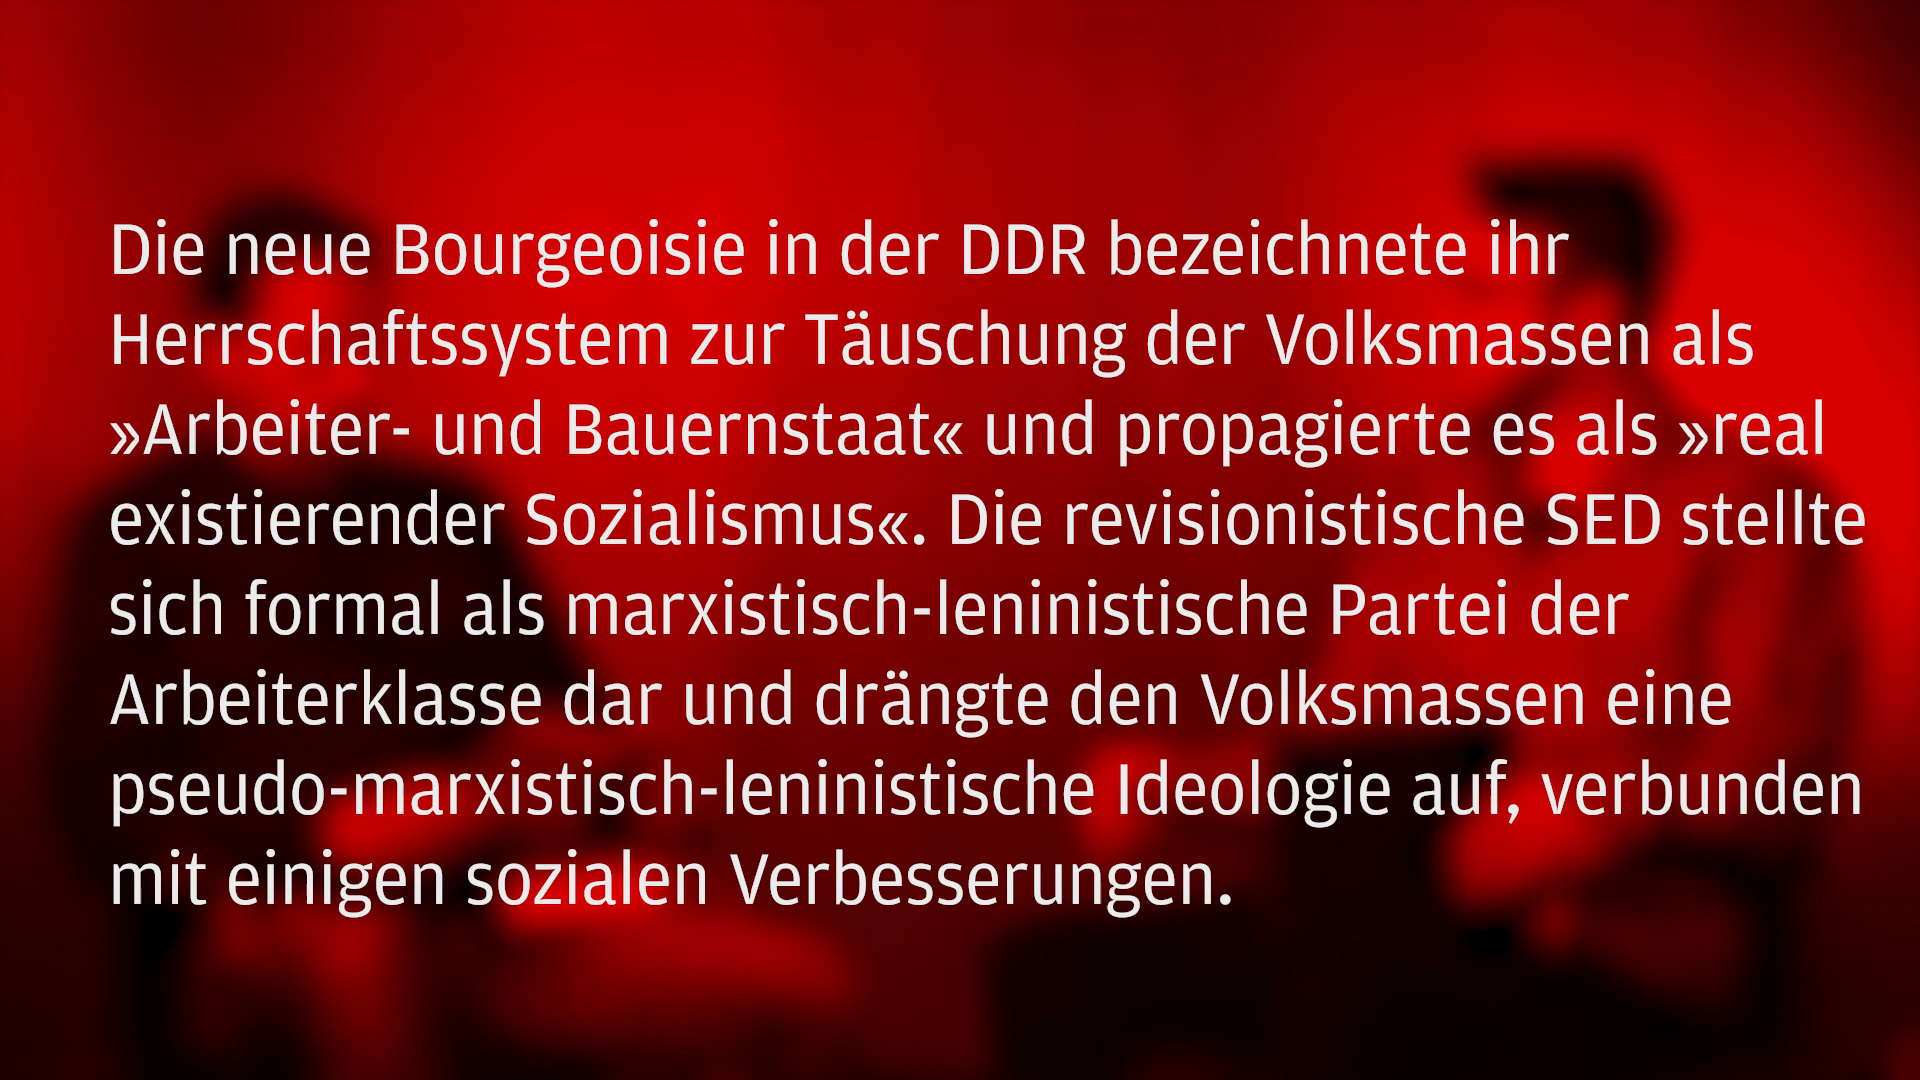 Die neue Bourgeoisie in der DDR bezeichnete ihr
Herrschaftssystem zur Täuschung der Volksmassen als
»Arbeiter- und Bauernstaat« und propagierte es als »real
existierender Sozialismus«. Die revisionistische SED stellte
sich formal als marxistisch-leninistische Partei der
Arbeiterklasse dar und drängte den Volksmassen eine
pseudo-marxistisch-leninistische Ideologie auf, verbunden
mit einigen sozialen Verbesserungen.